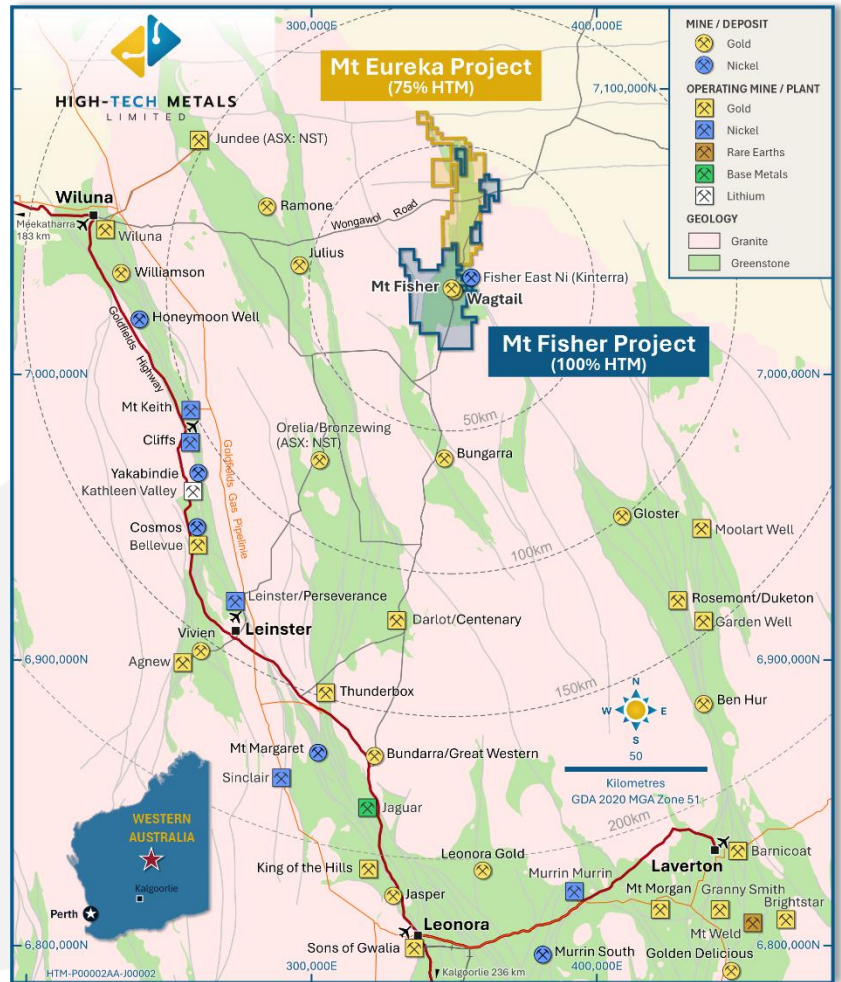 300,000E
400,000E
HIGH-TECH METALS
LIMITED
Mt Eureka Project
(75% HTM)
7,100,000N
MINE / DEPOSIT
Gold
Nickel
OPERATING MINE / PLANT
Gold
Nickel
Rare Earths
Base Metals
Lithium
GEOLOGY
Granite
Greenstone
Jundee (ASX: NST)
Wiluna
Meekatharra
183 km
Wiluna
Ramone
Wongawol Road
Williamson
Julius
Mt Fisher
Fisher East Ni (Kinterra)
Wagtail
Honeymoon Well
Goldfields Highway
Mt Fisher Project
(100% HTM)
7,000,000N
7,000,000N
50km
Mt Keith
Cliffs
Orelia/Bronzewing
(ASX: NST)
Bungarra
Goldfields Gas Pipelinie
Yakabindie
Kathleen Valley
Cosmos
Bellevue
Gloster
Moolart Well
100km
Leinster/Perseverance
Leinster
Darlot/Centenary
Rosemont/Duketon
Garden Well
Vivien
Agnew
6,900,000N
6,900,000N
150km
Thunderbox
Ben Hur
N
W
E
S
50
Kilometres
GDA 2020 MGA Zone 51
Mt Margaret
Bundarra/Great Western
Sinclair
Jaguar
200km
WESTERN
AUSTRALIA
Kalgoorlie
Perth
King of the Hills
Leonora Gold
Laverton
Barnicoat
Murrin Murrin
Mt Morgan
Granny Smith
Brightstar
Jasper
Leonora
Mt Weld
Sons of Gwalia
Murrin South
Golden Delicious
6,800,000N
6,800,000N
HTM-P00002AA-J00002
300,000E
Kalgoorlie 236 km
400,000E